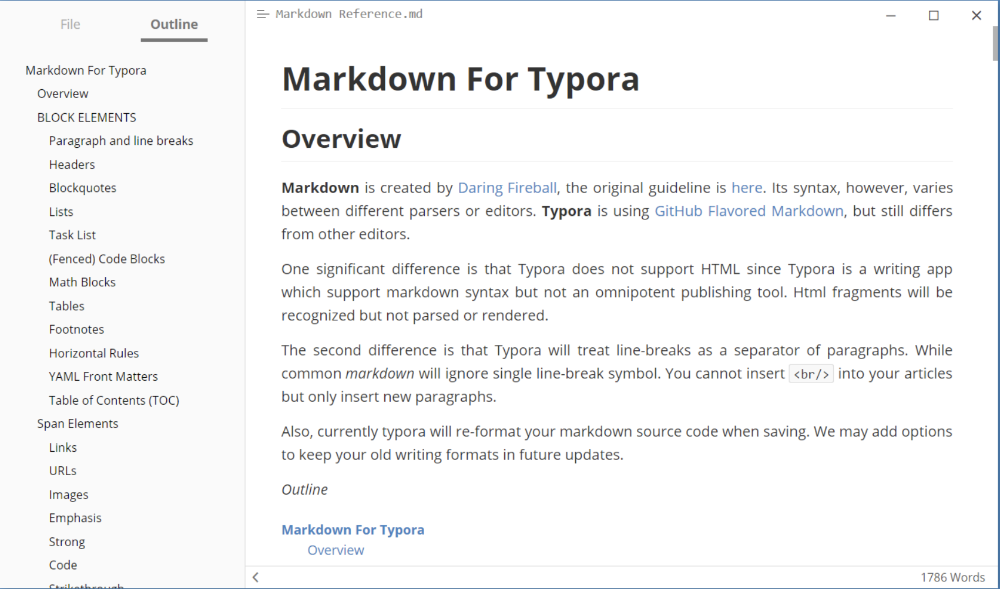 File
Outline
Markdown For Typora
Overview
BLOCK ELEMENTS
Paragraph and line breaks
Headers
Blockquotes
Lists
Task List
(Fenced) Code Blocks
Math Blocks
Tables
Footnotes
Horizontal Rules
YAML Front Matters
Table of Contents (TOC)
Span Elements
Links
URLs
Images
Emphasis
Strong
Code
Strikethrough
Markdown Reference.md
Markdown For Typora
Overview
Markdown is created by Daring Fireball, the original guideline is here. Its syntax, however, varies
between different parsers or editors. Typora is using GitHub Flavored Markdown, but still differs
from other editors.
One significant difference is that Typora does not support HTML since Typora is a writing app
which support markdown syntax but not an omnipotent publishing tool. Html fragments will be
recognized but not parsed or rendered.
The second difference is that Typora will treat line-breaks as a separator of paragraphs. While
common markdown will ignore single line-break symbol. You cannot insert <br/> into your articles
but only insert new paragraphs.
Also, currently typora will re-format your markdown source code when saving. We may add options
to keep your old writing formats in future updates.
Outline
Markdown For Typora
Overview
1786 Words